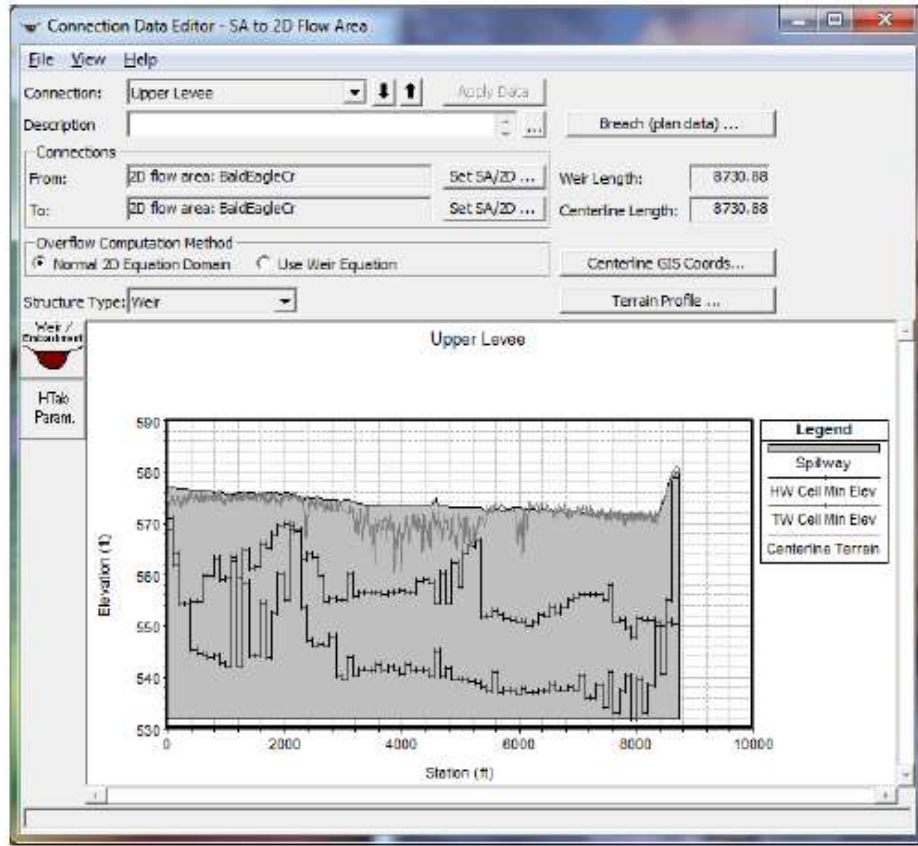 Connection Data Editor - SA to 2D Flow Area
File View Help
Connection: Upper Levee Apply Data
Description ... Breach (plan data) ...
Connections
From: 2D flow area: BaldEagleCr Set SA/2D ... Weir Length: 8730.88
To: 2D flow area: BaldEagleCr Set SA/2D ... Centerline Length: 8730.88
Overflow Computation Method
Normal 2D Equation Domain Use Weir Equation Centerline GIS Coords...
Structure Type: Weir Terrain Profile ...
Weir /
Embankment
HTab
Param.
Upper Levee
590
580
570
560
550
540
530
Elevation (ft)
0 2000 4000 6000 8000 10000
Station (ft)
Legend
Spillway
HW Cell Min Elev
TW Cell Min Elev
Centerline Terrain